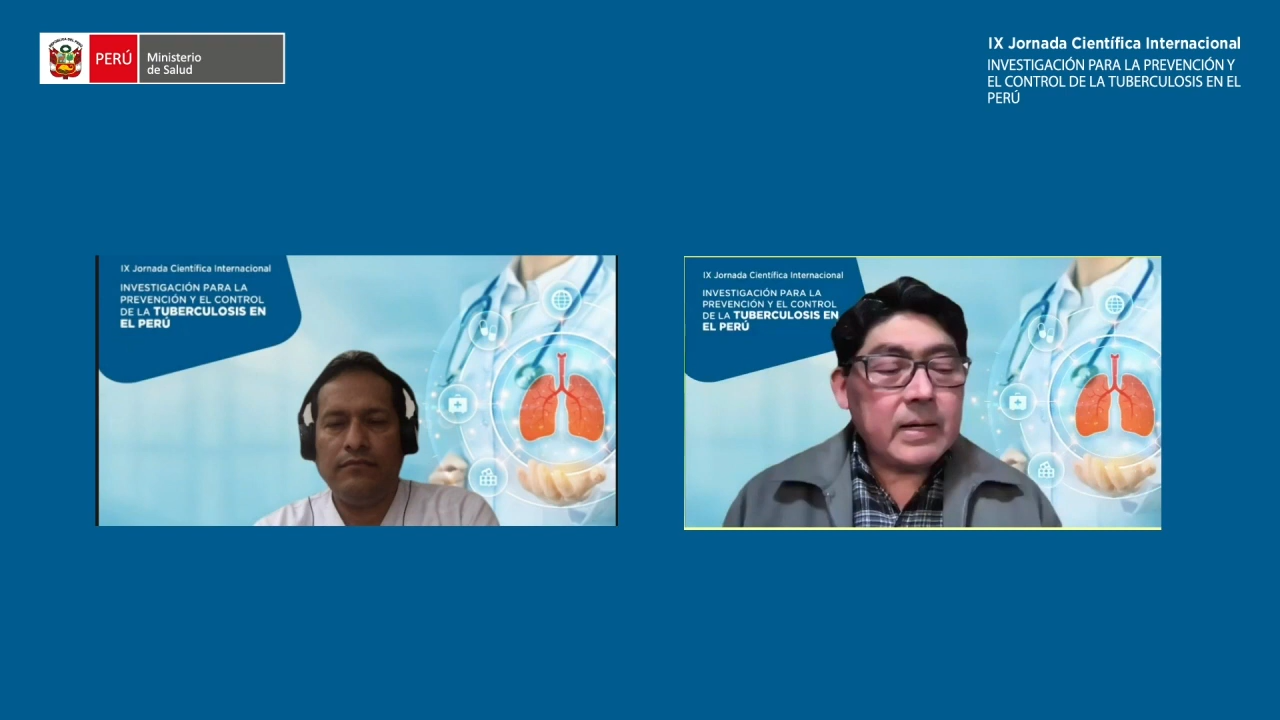 PERÚ
Ministerio
de Salud
IX Jornada Científica Internacional
INVESTIGACIÓN PARA LA PREVENCIÓN Y
EL CONTROL DE LA TUBERCULOSIS EN EL
PERÚ
IX Jornada Científica Internacional
INVESTIGACIÓN PARA LA
PREVENCIÓN Y EL CONTROL
DE LA TUBERCULOSIS EN
EL PERÚ
IX Jornada Científica Internacional
INVESTIGACIÓN PARA LA
PREVENCIÓN Y EL CONTROL
DE LA TUBERCULOSIS EN
EL PERÚ